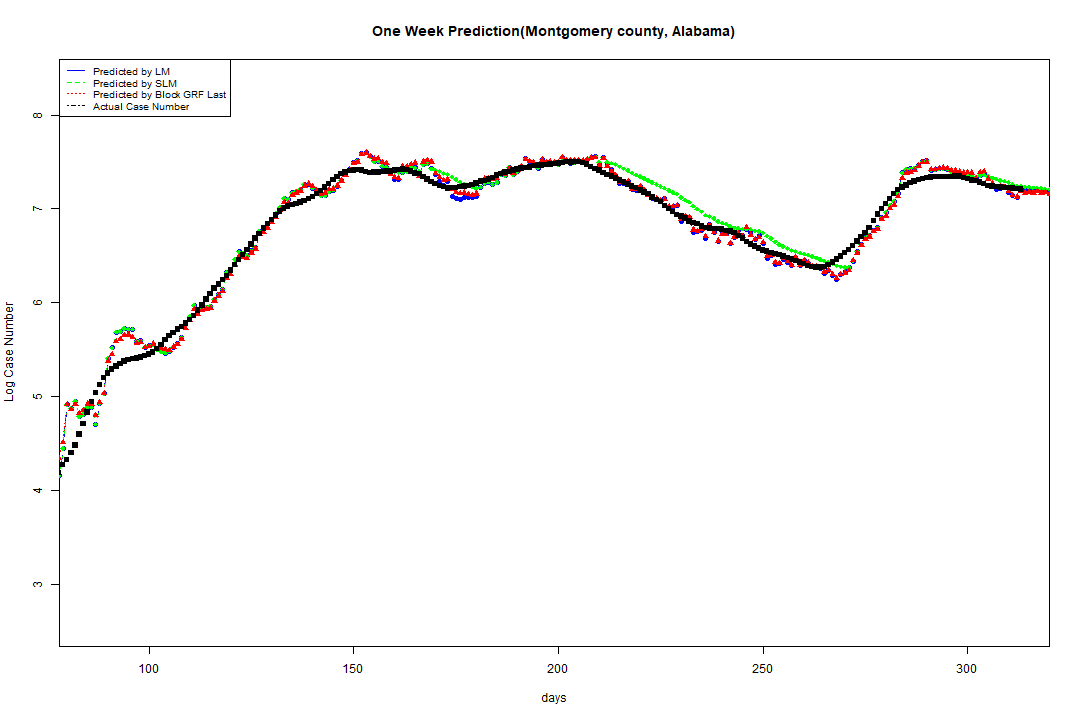 One Week Prediction(Montgomery county, Alabama)
Predicted by LM
Predicted by SLM
Predicted by Block GRF Last
Actual Case Number
8
7
6
5
4
3
Log Case Number
100 150 200 250 300
days